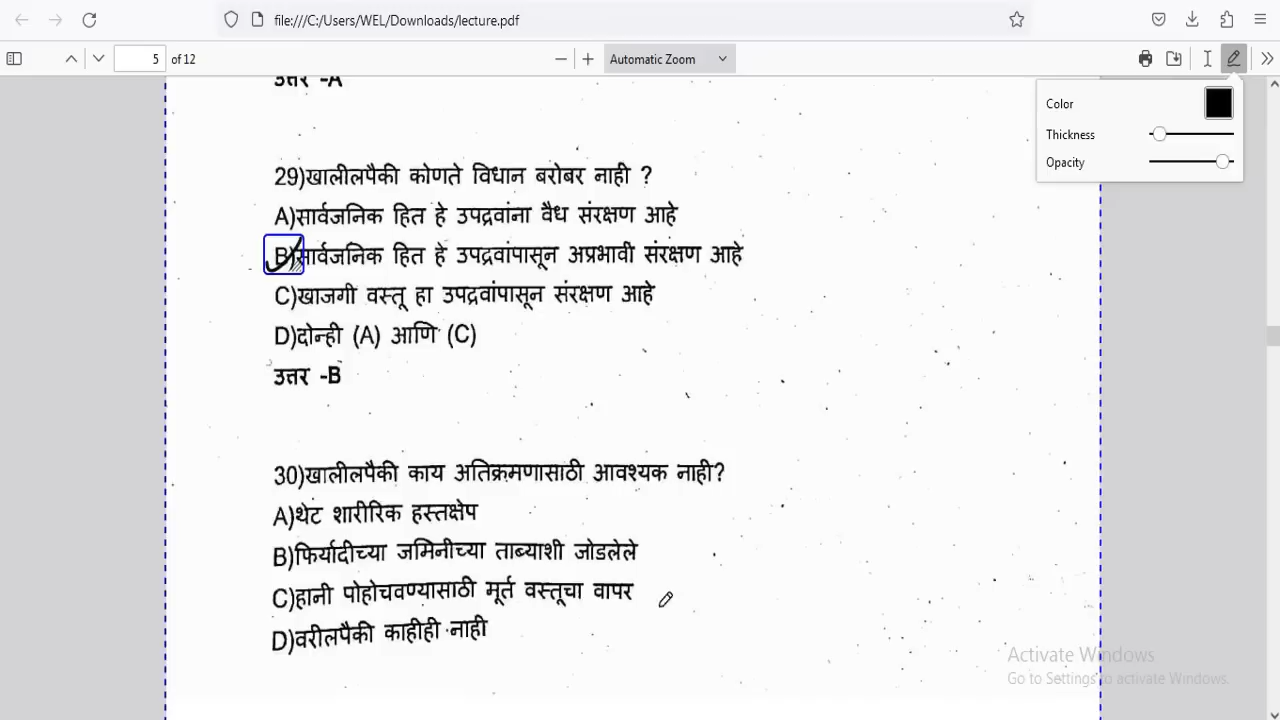 file:///C:/Users/WEL/Downloads/lecture.pdf
5 of 12
Automatic Zoom
Color
Thickness
Opacity
उत्तर -A
29)खालीलपैकी कोणते विधान बरोबर नाही ?
A)सार्वजनिक हित हे उपद्रवांना वैध संरक्षण आहे
B)सार्वजनिक हित हे उपद्रवांपासून अप्रभावी संरक्षण आहे
C)खाजगी वस्तू हा उपद्रवांपासून संरक्षण आहे
D)दोन्ही (A) आणि (C)
उत्तर -B
30)खालीलपैकी काय अतिक्रमणासाठी आवश्यक नाही?
A)थेट शारीरिक हस्तक्षेप
B)फिर्यादीच्या जमिनीच्या ताब्याशी जोडलेले
C)हानी पोहोचवण्यासाठी मूर्त वस्तूचा वापर
D)वरीलपैकी काहीही नाही
Activate Windows
Go to Settings to activate Windows.